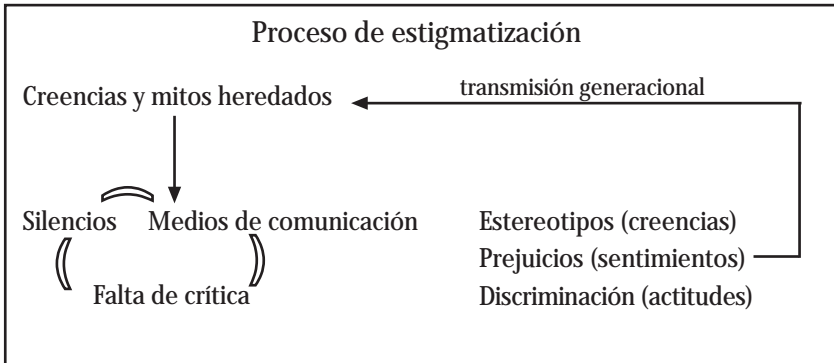 Proceso de estigmatización
Creencias y mitos heredados
transmisión generacional
Silencios
Medios de comunicación
Falta de crítica
Estereotipos (creencias)
Prejuicios (sentimientos)
Discriminación (actitudes)